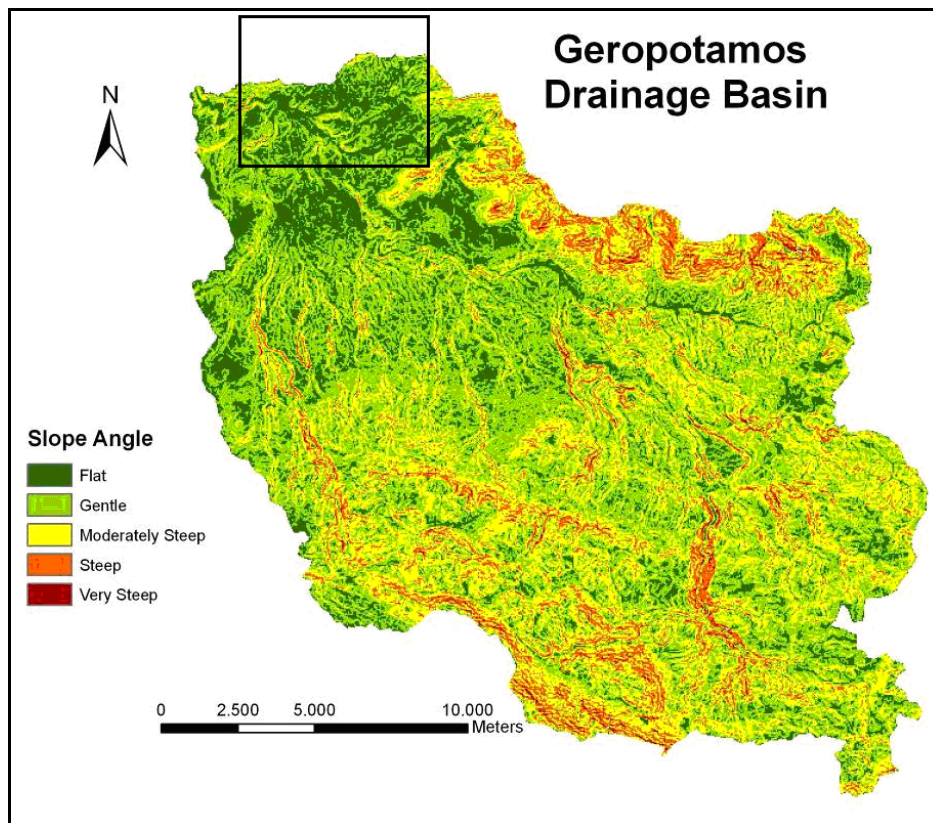 Geropotamos
Drainage Basin
N
Slope Angle
Flat
Gentle
Moderately Steep
Steep
Very Steep
0 2.500 5.000 10.000
Meters